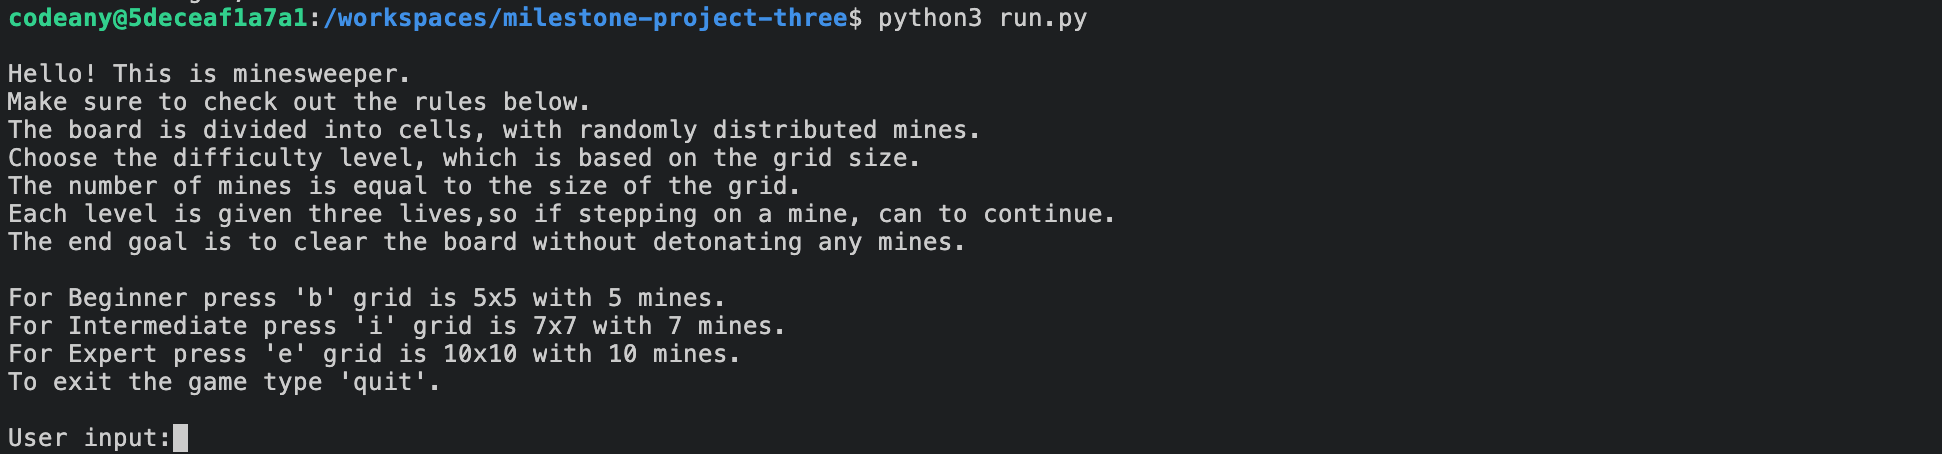 codeany@5deceaf1a7a1:/workspaces/milestone-project-three$ python3 run.py
Hello! This is minesweeper.
Make sure to check out the rules below.
The board is divided into cells, with randomly distributed mines.
Choose the difficulty level, which is based on the grid size.
The number of mines is equal to the size of the grid.
Each level is given three lives,so if stepping on a mine, can to continue.
The end goal is to clear the board without detonating any mines.
For Beginner press 'b' grid is 5x5 with 5 mines.
For Intermediate press 'i' grid is 7x7 with 7 mines.
For Expert press 'e' grid is 10x10 with 10 mines.
To exit the game type 'quit'.
User input: